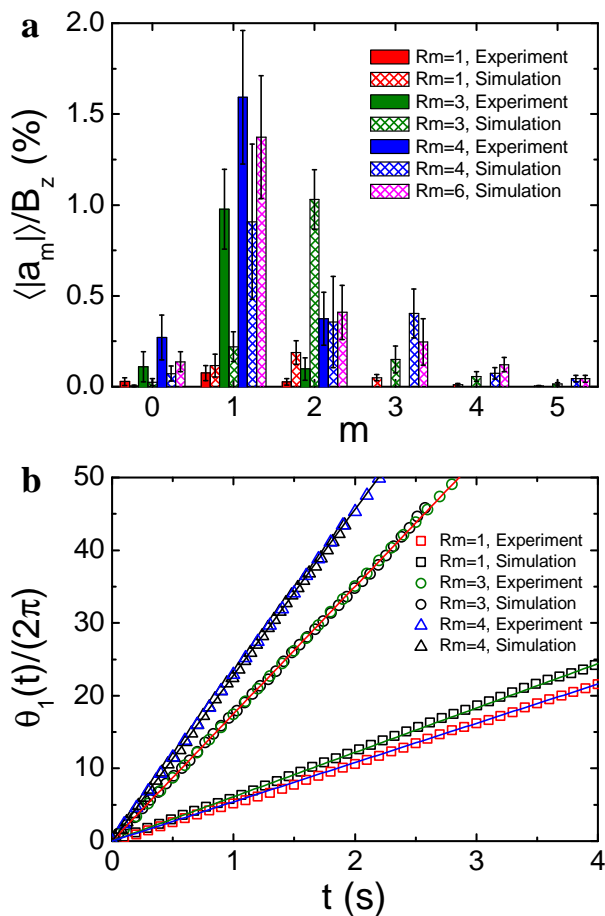 a
⟨|a_m|⟩/B_z (%)
2.0
1.5
1.0
0.5
0.0
Rm=1, Experiment
Rm=1, Simulation
Rm=3, Experiment
Rm=3, Simulation
Rm=4, Experiment
Rm=4, Simulation
Rm=6, Simulation
0 1 2 3 4 5
m
b
θ_1(t)/(2π)
50
40
30
20
10
0
Rm=1, Experiment
Rm=1, Simulation
Rm=3, Experiment
Rm=3, Simulation
Rm=4, Experiment
Rm=4, Simulation
0 1 2 3 4
t (s)